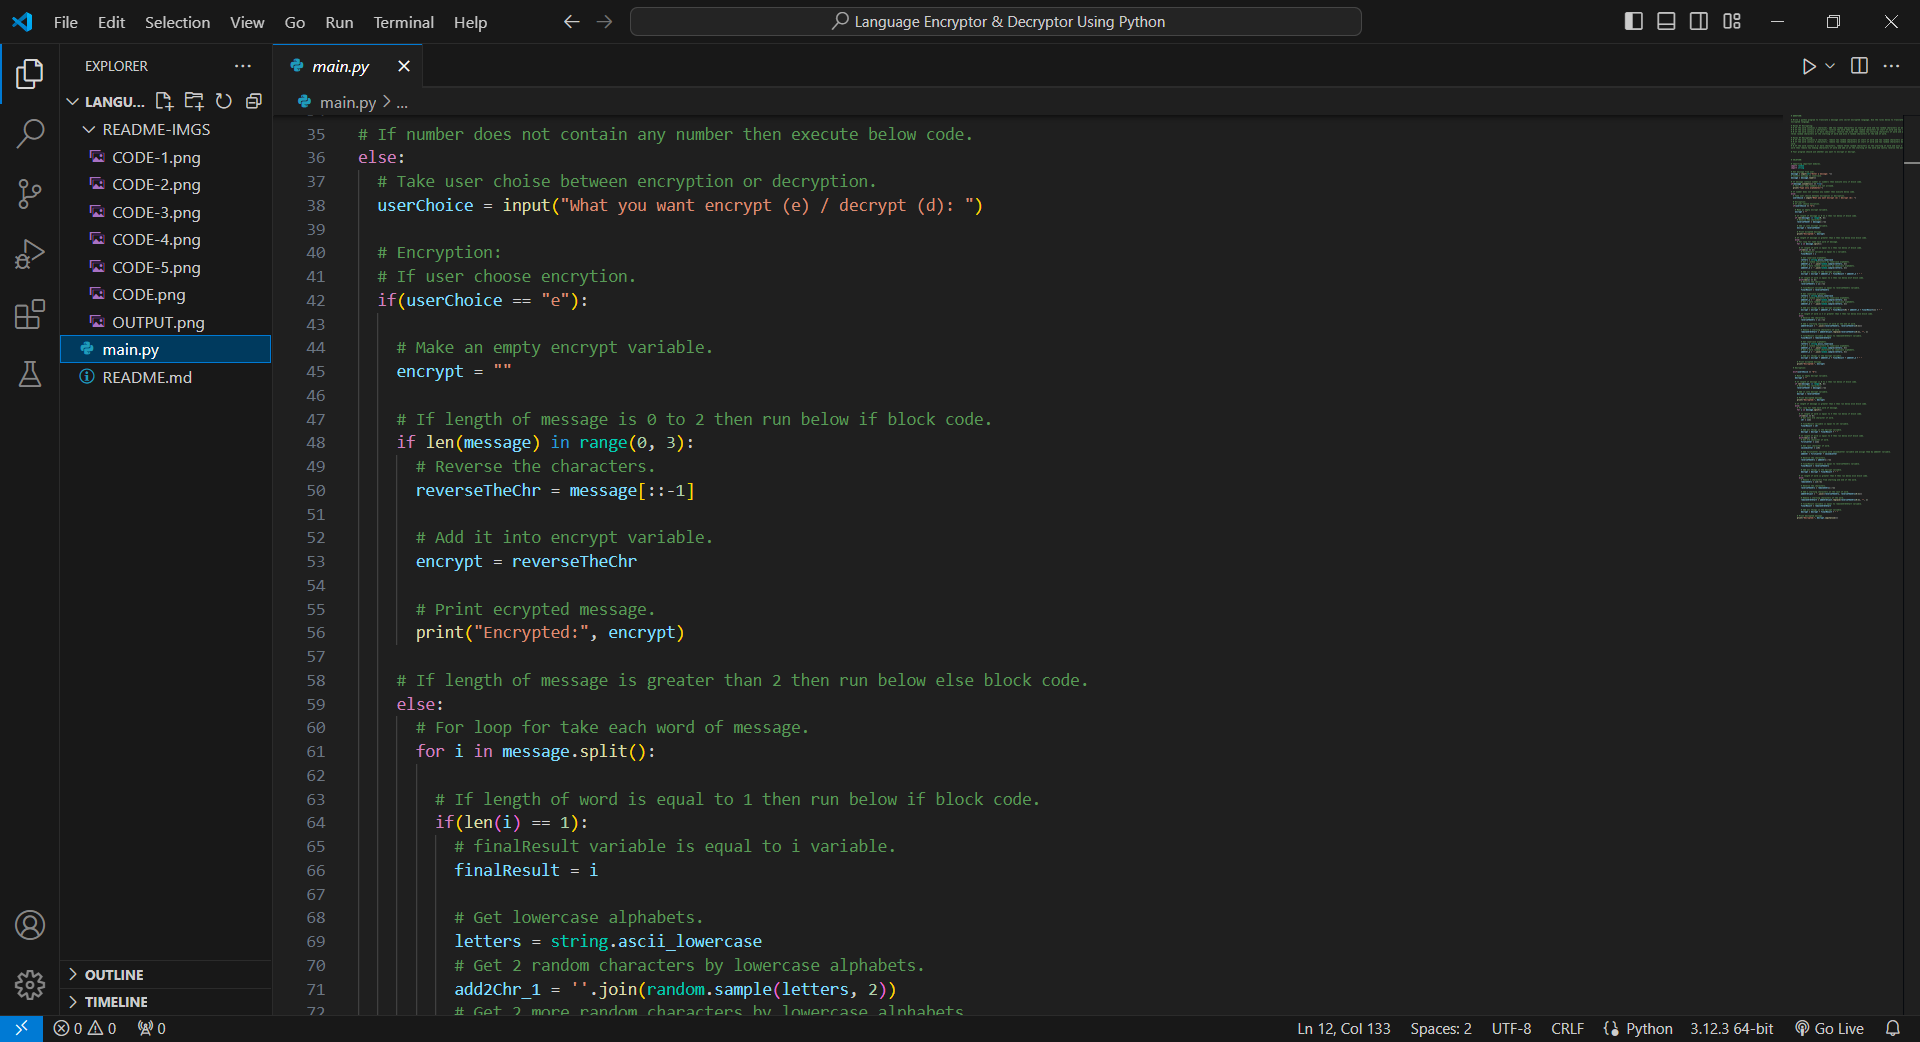 File Edit Selection View Go Run Terminal Help
Language Encryptor & Decryptor Using Python
EXPLORER
LANGU...
README-IMGS
CODE-1.png
CODE-2.png
CODE-3.png
CODE-4.png
CODE-5.png
CODE.png
OUTPUT.png
main.py
README.md
OUTLINE
TIMELINE
main.py
main.py > ...
35 # If number does not contain any number then execute below code.
36 else:
37 # Take user choise between encryption or decryption.
38 userChoice = input("What you want encrypt (e) / decrypt (d): ")
39
40 # Encryption:
41 # If user choose encrytion.
42 if(userChoice == "e"):
43
44 # Make an empty encrypt variable.
45 encrypt = ""
46
47 # If length of message is 0 to 2 then run below if block code.
48 if len(message) in range(0, 3):
49 # Reverse the characters.
50 reverseTheChr = message[::-1]
51
52 # Add it into encrypt variable.
53 encrypt = reverseTheChr
54
55 # Print ecrypted message.
56 print("Encrypted:", encrypt)
57
58 # If length of message is greater than 2 then run below else block code.
59 else:
60 # For loop for take each word of message.
61 for i in message.split():
62
63 # If length of word is equal to 1 then run below if block code.
64 if(len(i) == 1):
65 # finalResult variable is equal to i variable.
66 finalResult = i
67
68 # Get lowercase alphabets.
69 letters = string.ascii_lowercase
70 # Get 2 random characters by lowercase alphabets.
71 add2Chr_1 = ''.join(random.sample(letters, 2))
72 # Get 2 more random characters by lowercase alphabets
0 0 0
Ln 12, Col 133 Spaces: 2 UTF-8 CRLF Python 3.12.3 64-bit Go Live